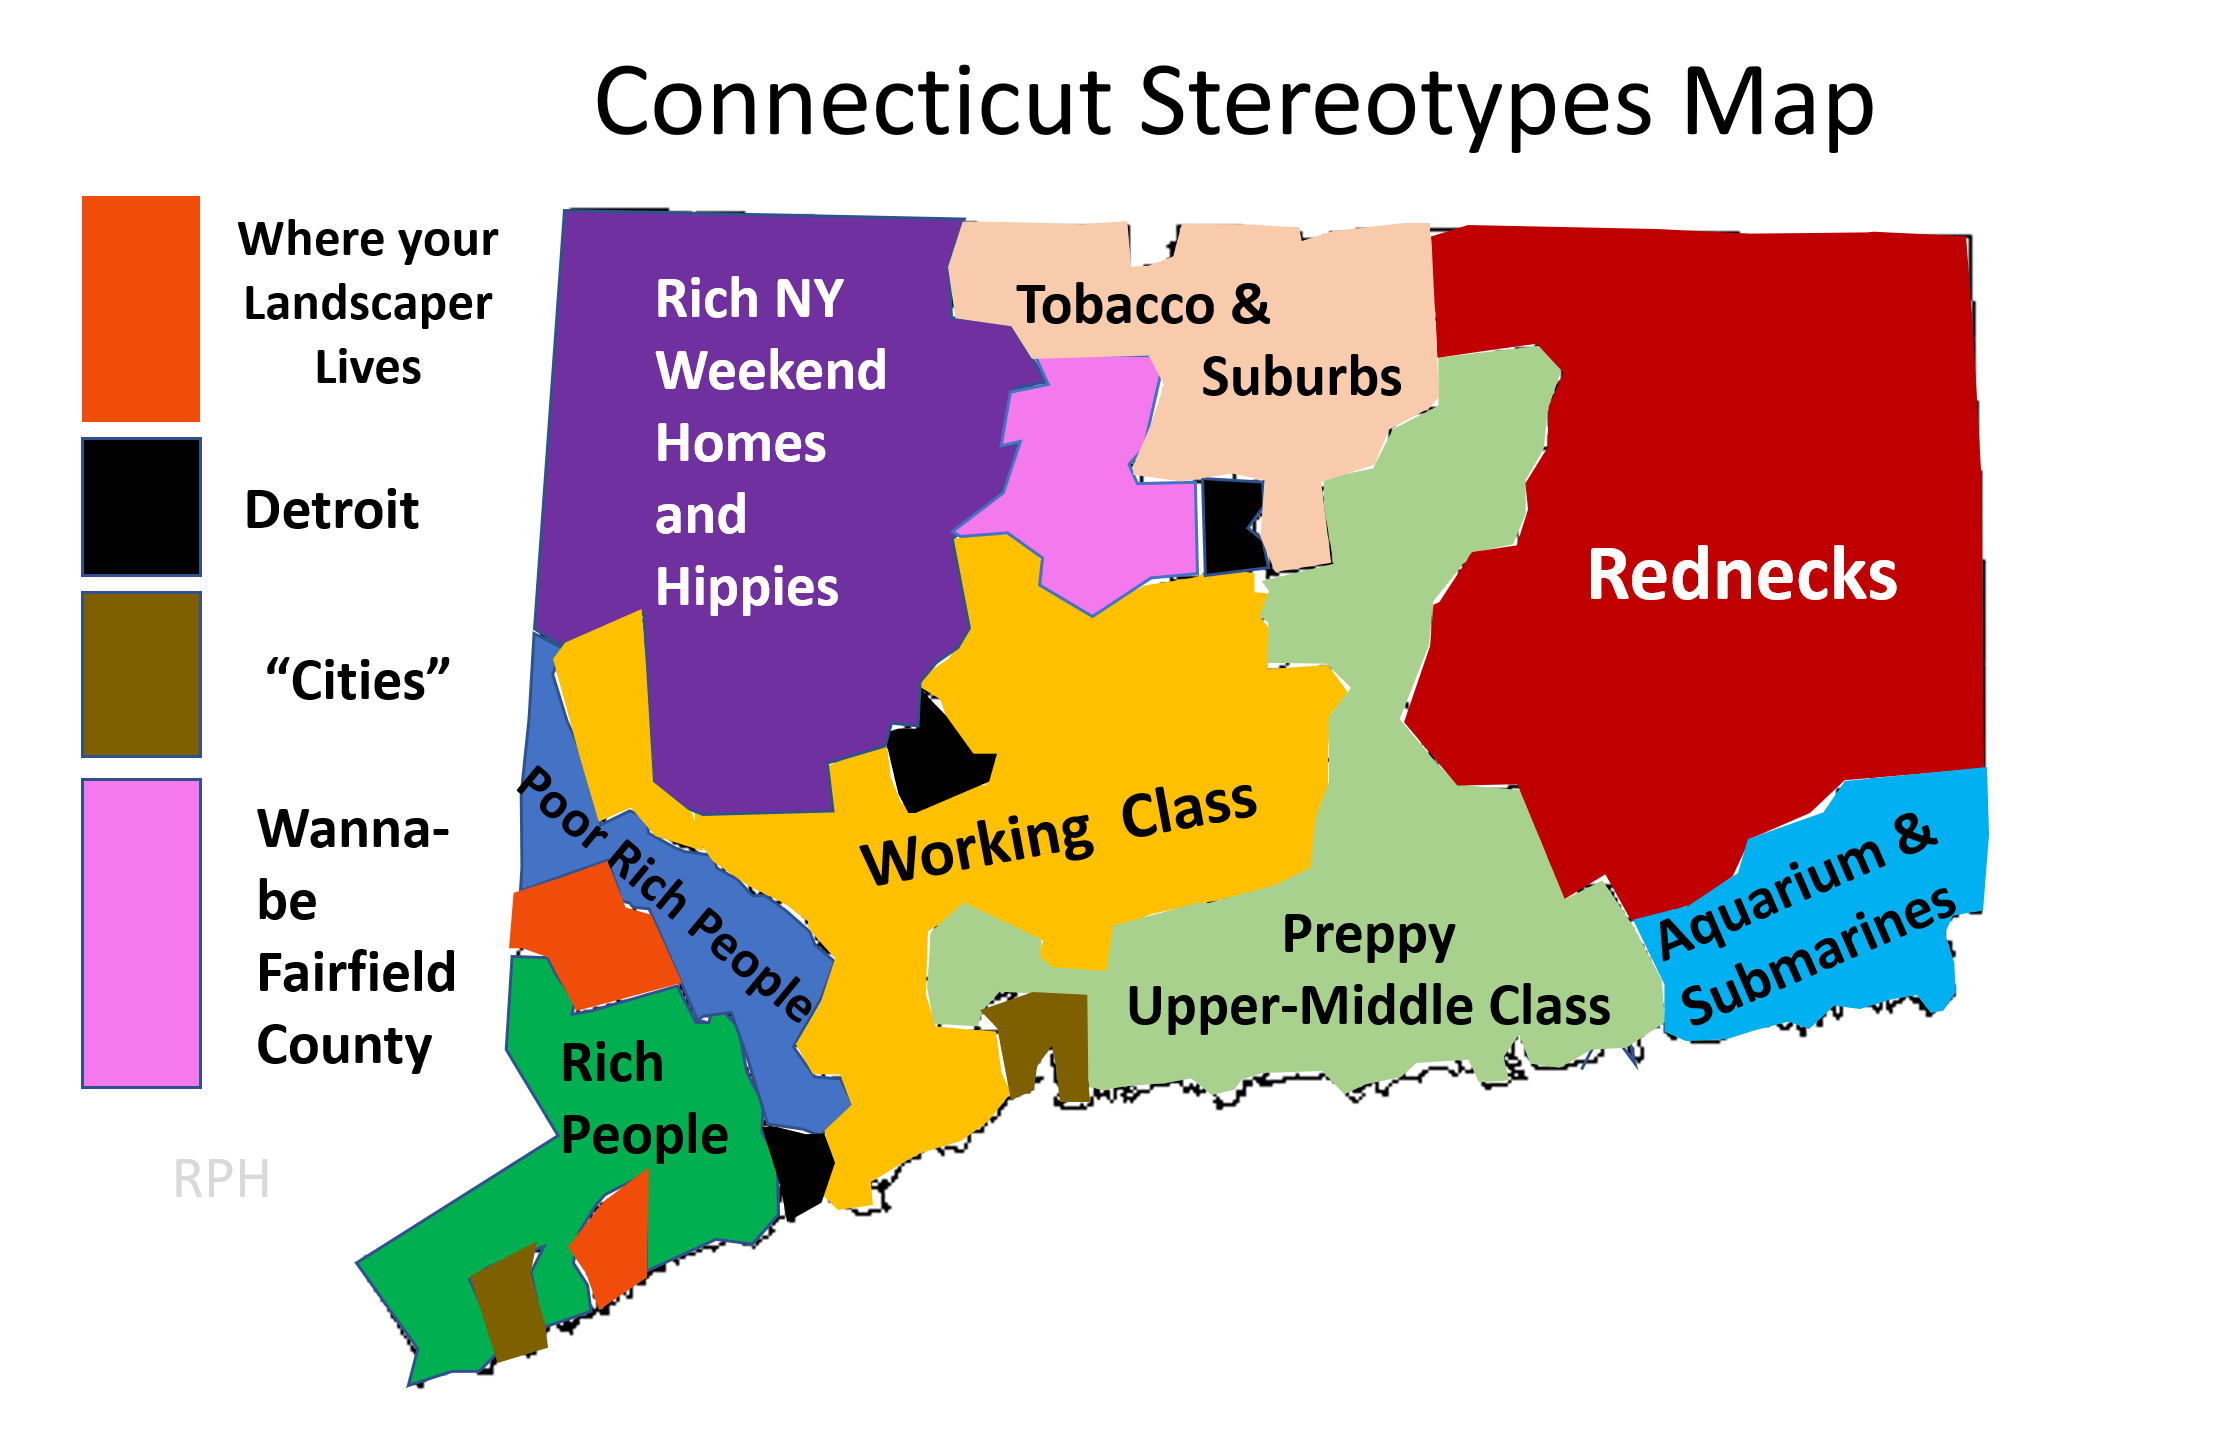 Connecticut Stereotypes Map
Where your
Landscaper
Lives
Detroit
“Cities”
Wanna-
be
Fairfield
County
RPH
Rich NY
Weekend
Homes
and
Hippies
Tobacco &
Suburbs
Rednecks
Poor Rich People
Working Class
Aquarium &
Submarines
Preppy
Upper-Middle Class
Rich
People